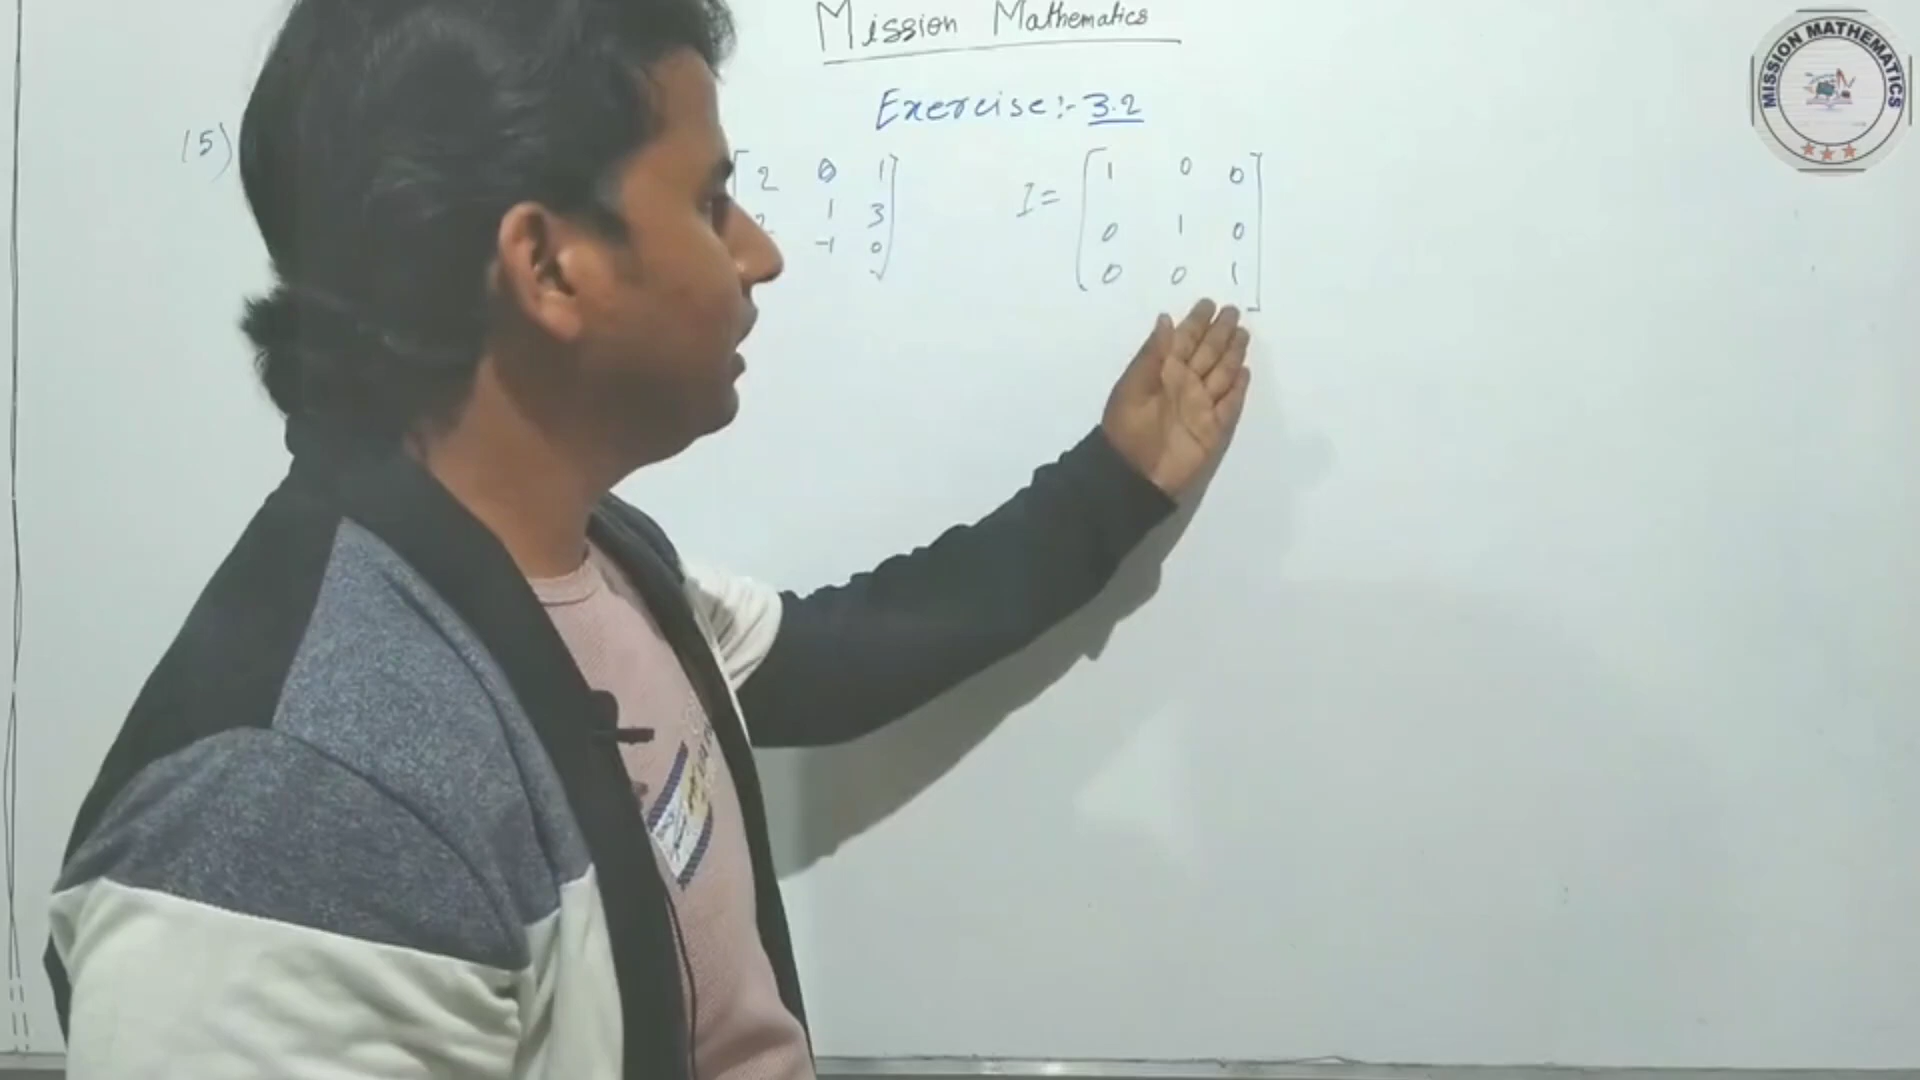 Mission Mathematics
MISSION MATHEMATICS
Exercise:- 3.2
(5)
2 0 1
2 1 3
-1 0
I =
1 0 0
0 1 0
0 0 1